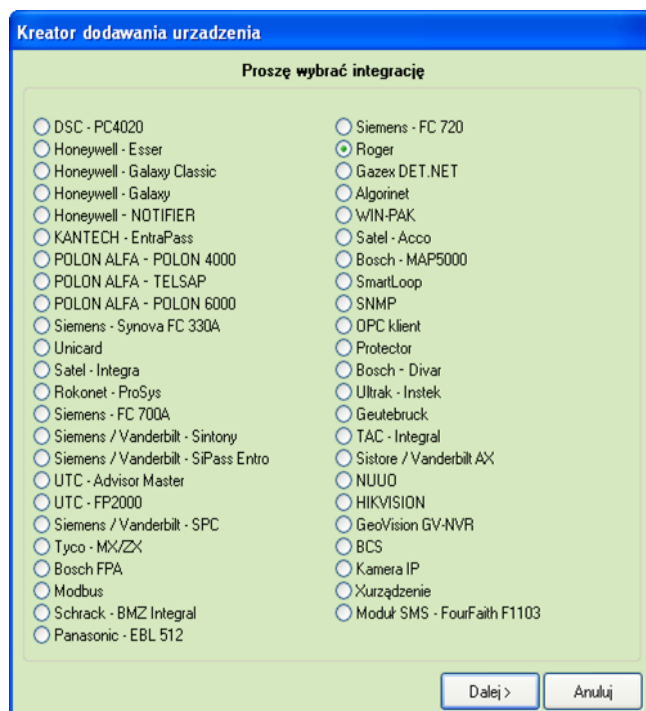 Kreator dodawania urzadzenia
Proszę wybrać integrację
DSC - PC4020
Honeywell - Esser
Honeywell - Galaxy Classic
Honeywell - Galaxy
Honeywell - NOTIFIER
KANTECH - EntraPass
POLON ALFA - POLON 4000
POLON ALFA - TELSAP
POLON ALFA - POLON 6000
Siemens - Synova FC 330A
Unicard
Satel - Integra
Rokonet - ProSys
Siemens - FC 700A
Siemens / Vanderbilt - Sintony
Siemens / Vanderbilt - SiPass Entro
UTC - Advisor Master
UTC - FP2000
Siemens / Vanderbilt - SPC
Tyco - MX/ZX
Bosch FPA
Modbus
Schrack - BMZ Integral
Panasonic - EBL 512
Siemens - FC 720
Roger
Gazex DET.NET
Algorinet
WIN-PAK
Satel - Acco
Bosch - MAP5000
SmartLoop
SNMP
OPC klient
Protector
Bosch - Divar
Ultrak - Instek
Geutebruck
TAC - Integral
Sistore / Vanderbilt AX
NUUO
HIKVISION
GeoVision GV-NVR
BCS
Kamera IP
Xurządzenie
Moduł SMS - FourFaith F1103
Dalej >
Anuluj